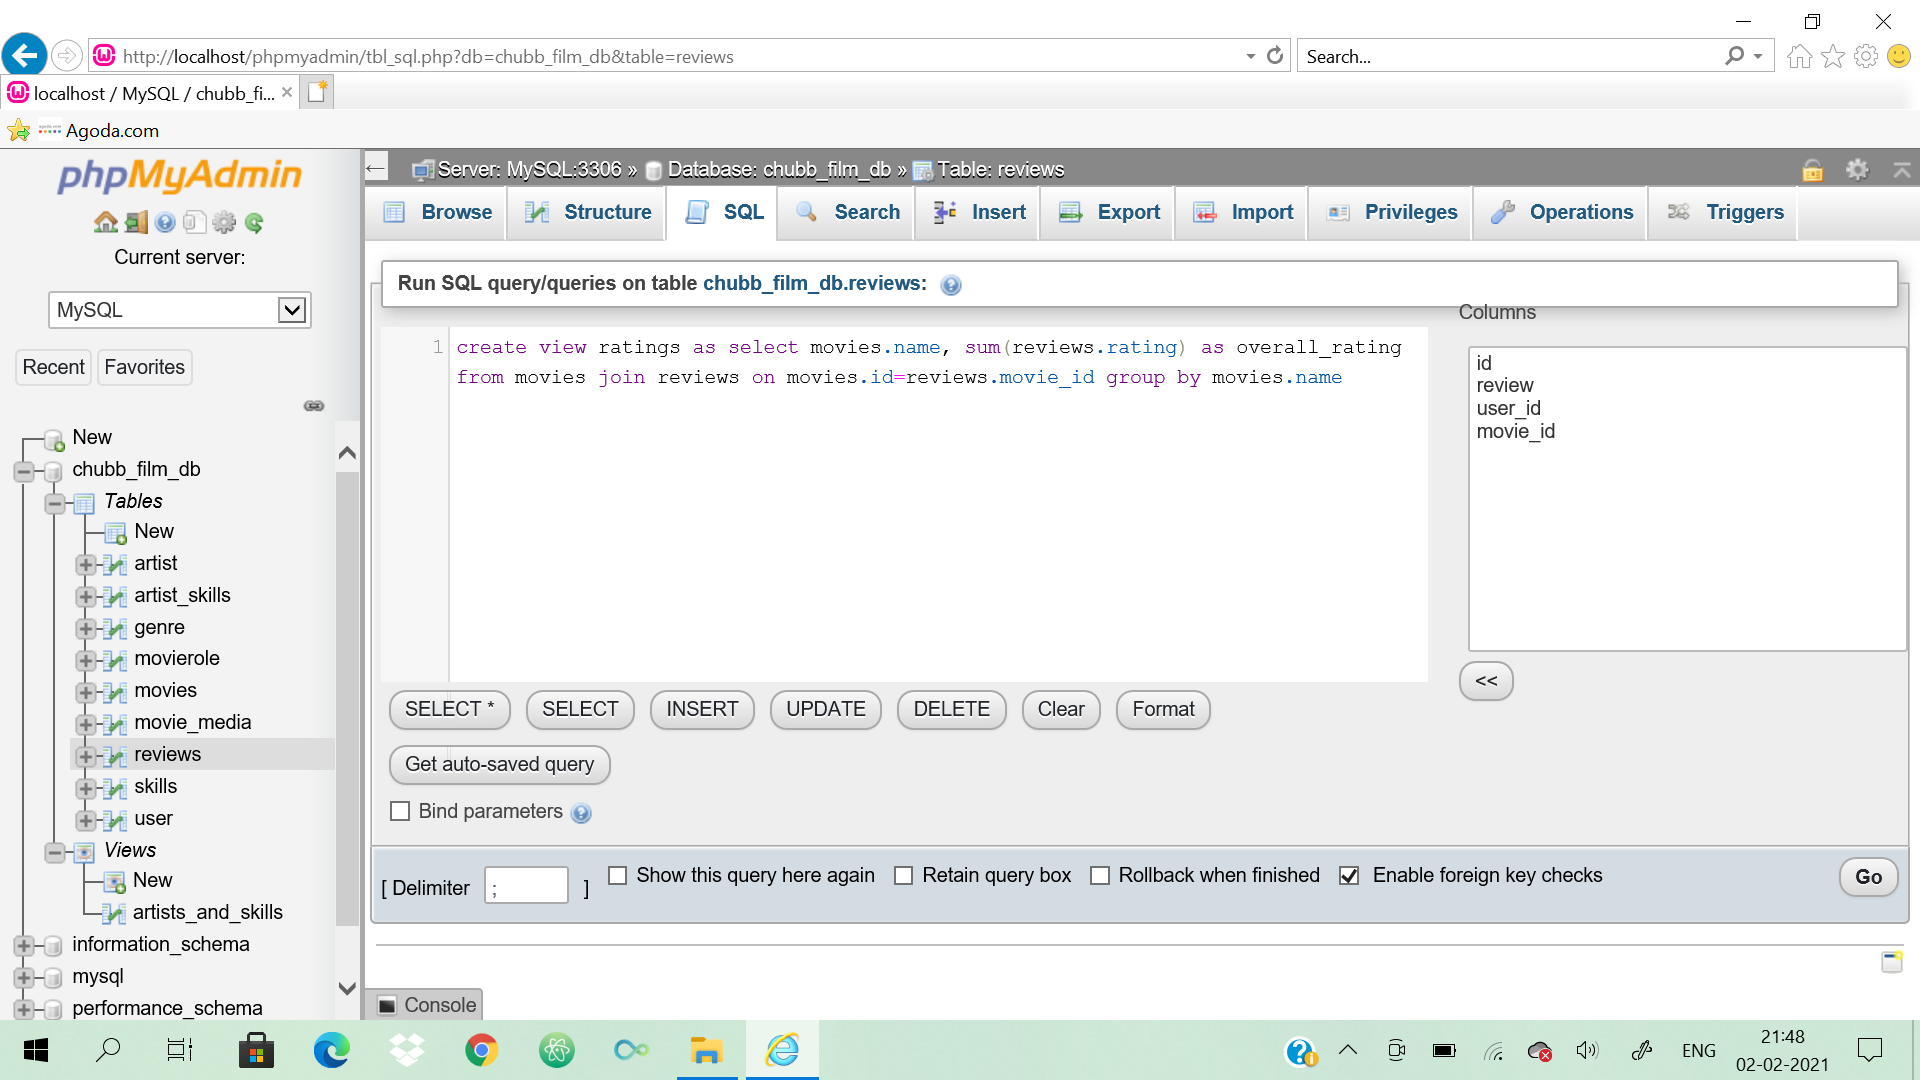 http://localhost/phpmyadmin/tbl_sql.php?db=chubb_film_db&table=reviews
Search...
localhost / MySQL / chubb_fi...
Agoda.com
phpMyAdmin
Current server:
MySQL
Recent
Favorites
New
chubb_film_db
Tables
New
artist
artist_skills
genre
movierole
movies
movie_media
reviews
skills
user
Views
New
artists_and_skills
information_schema
mysql
performance_schema
Server: MySQL:3306 » Database: chubb_film_db » Table: reviews
Browse
Structure
SQL
Search
Insert
Export
Import
Privileges
Operations
Triggers
Run SQL query/queries on table chubb_film_db.reviews:
1
create view ratings as select movies.name, sum(reviews.rating) as overall_rating
from movies join reviews on movies.id=reviews.movie_id group by movies.name
Columns
id
review
user_id
movie_id
<<
SELECT *
SELECT
INSERT
UPDATE
DELETE
Clear
Format
Get auto-saved query
Bind parameters
[ Delimiter ; ]
Show this query here again
Retain query box
Rollback when finished
Enable foreign key checks
Go
Console
ENG
21:48
02-02-2021